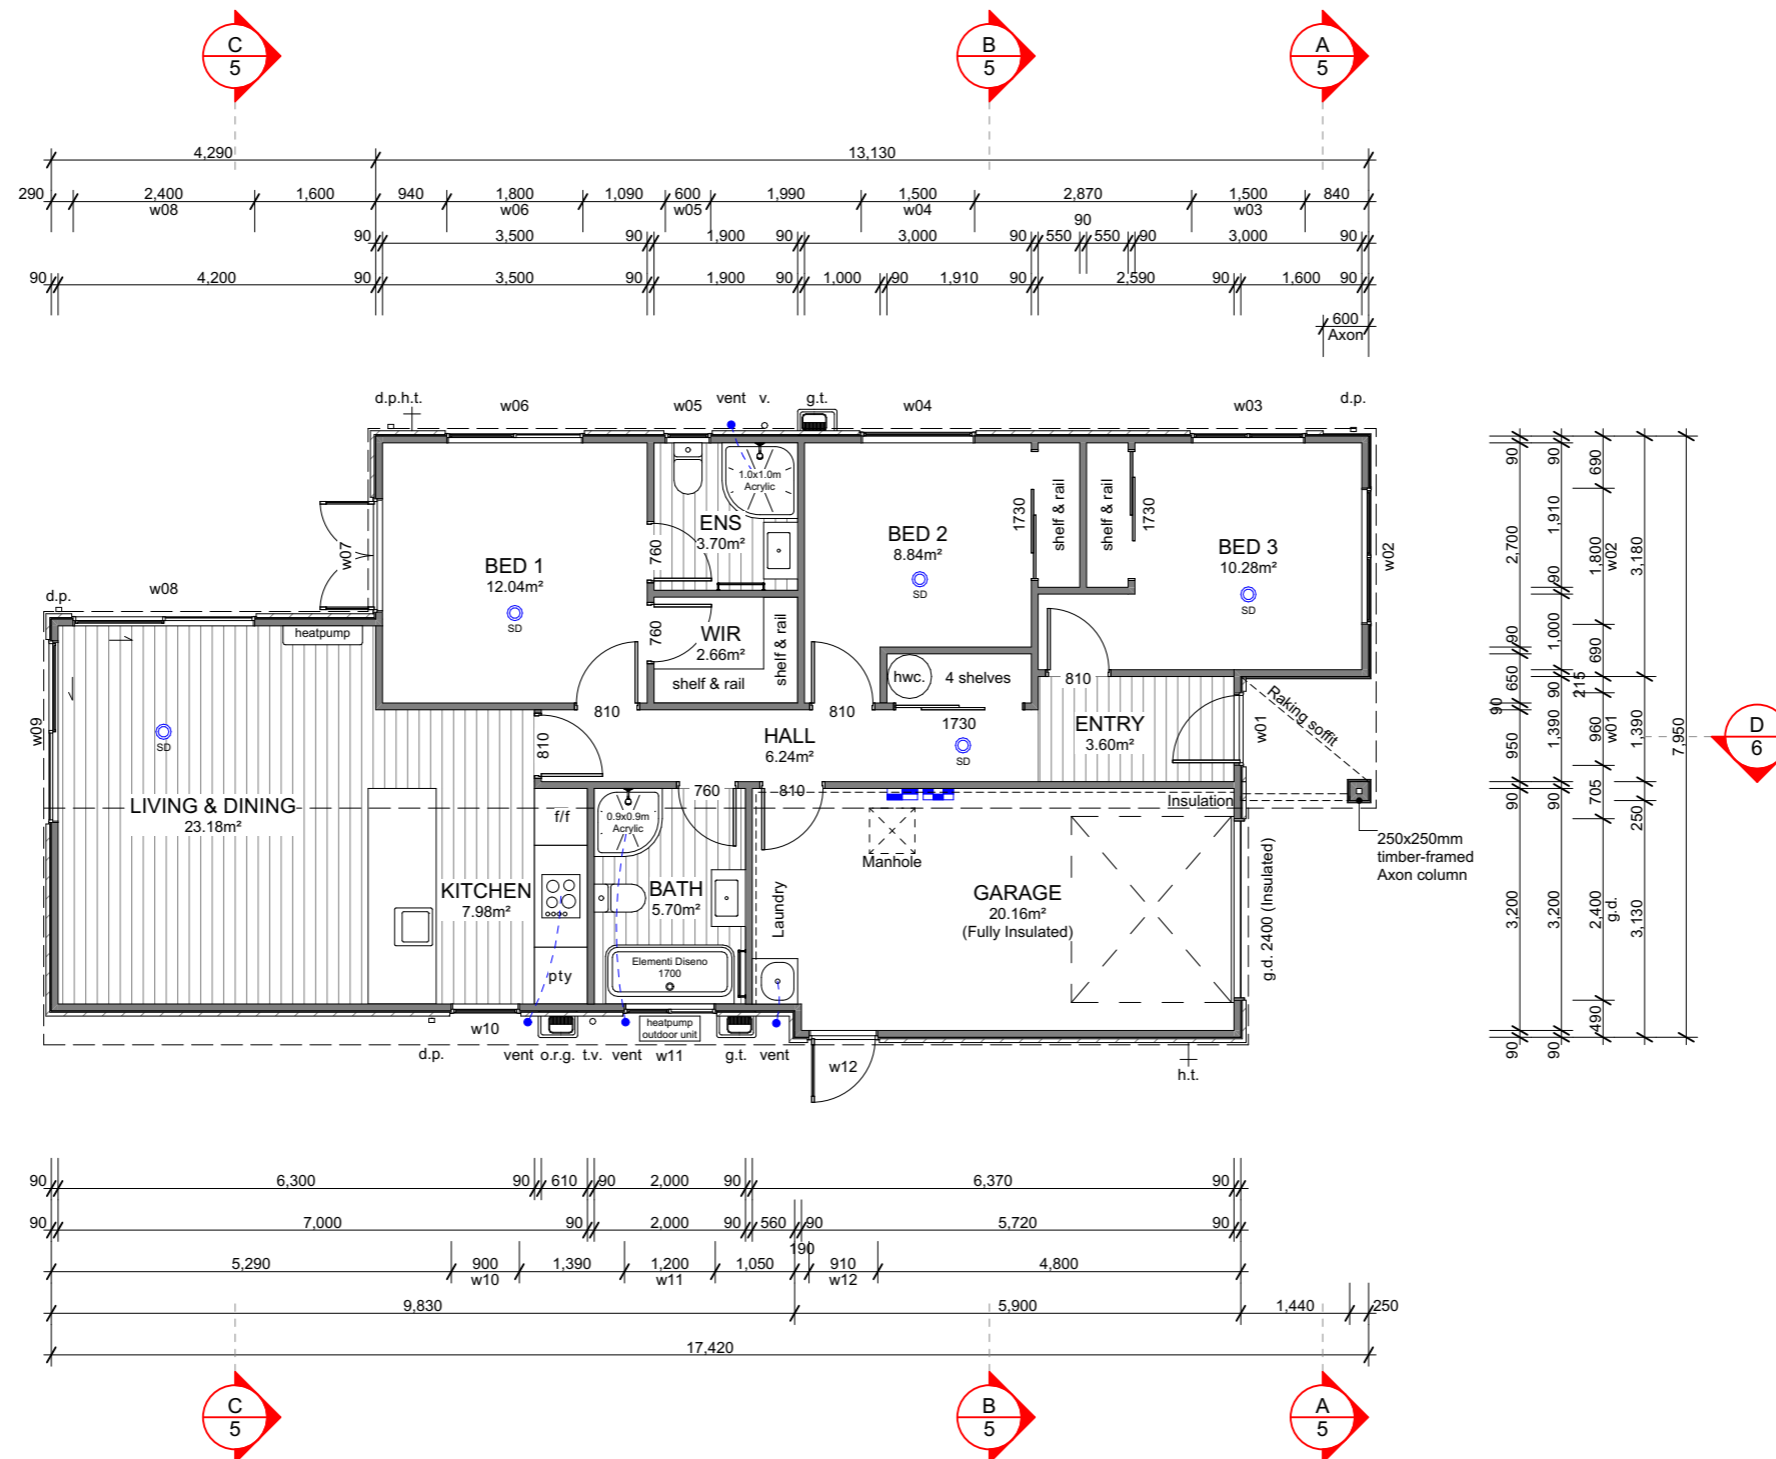 C
5
B
5
A
5
4,290 13,130
290 2,400 1,600 940 1,800 1,090 600 1,990 1,500 2,870 1,500 840
w08 w06 w05 w04 w03
90 3,500 90 1,900 90 3,000 90 550 90 550 90 3,000 90
90 4,200 90 3,500 90 1,900 90 1,000 90 1,910 90 2,590 90 1,600 90
600
Axon
d.p. h.t. w06 w05 vent v. g.t. w04 w03 d.p.
1.0x1.0m
Acrylic
ENS
3.70m²
760
BED 1
12.04m²
SD
w07
BED 2
8.84m²
SD
1730
shelf & rail
shelf & rail
1730
BED 3
10.28m²
SD
w02
d.p.
w08
heatpump
760
WIR
2.66m²
shelf & rail
shelf & rail
hwc.
4 shelves
810
810
810
1730
810
HALL
6.24m²
SD
ENTRY
3.60m²
w01
Raking soffit
w09
SD
LIVING & DINING
23.18m²
f/f
0.9x0.9m
Acrylic
760
810
Insulation
Manhole
KITCHEN
7.98m²
BATH
5.70m²
Laundry
GARAGE
20.16m²
(Fully Insulated)
g.d. 2400 (Insulated)
250x250mm
timber-framed
Axon column
pty
Elementi Diseno
1700
heatpump
outdoor unit
d.p. w10 vent o.r.g. t.v. vent w11 g.t. vent w12 h.t.
90 2,700 90 650 90 950 90 3,200 90
90 1,910 90 1,000 90 1,390 90 3,200 90
690 1,800 w02 690 215 960 w01 705 2,400 g.d. 490
3,180 1,390 250 3,130
7,950
D
6
90 6,300 90 610 90 2,000 90 6,370 90
90 7,000 90 2,000 90 560 90 5,720 90
190
5,290 900 1,390 1,200 1,050 910 4,800
w10 w11 w12
9,830 5,900 1,440 250
17,420
C
5
B
5
A
5